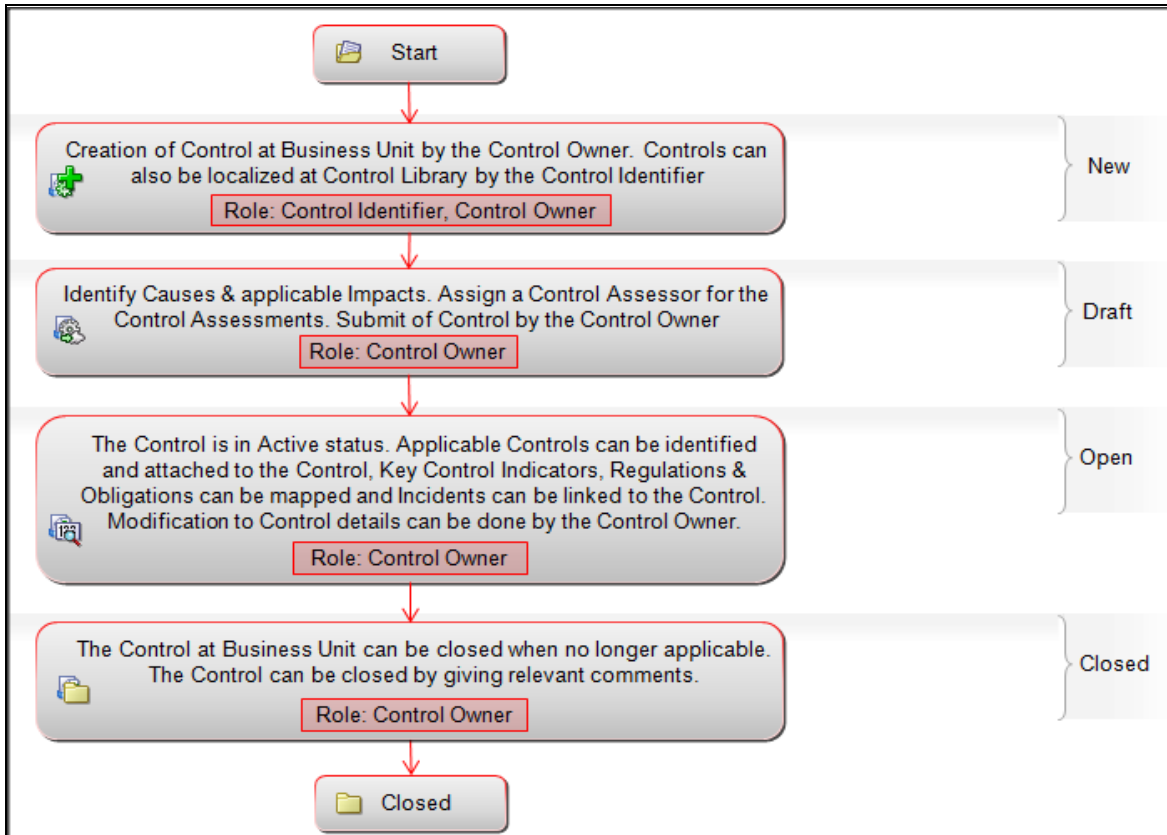 Start
Creation of Control at Business Unit by the Control Owner. Controls can
also be localized at Control Library by the Control Identifier
Role: Control Identifier, Control Owner
New
Identify Causes & applicable Impacts. Assign a Control Assessor for the
Control Assessments. Submit of Control by the Control Owner
Role: Control Owner
Draft
The Control is in Active status. Applicable Controls can be identified
and attached to the Control, Key Control Indicators, Regulations &
Obligations can be mapped and Incidents can be linked to the Control.
Modification to Control details can be done by the Control Owner.
123
Role: Control Owner
Open
The Control at Business Unit can be closed when no longer applicable.
The Control can be closed by giving relevant comments.
Role: Control Owner
Closed
Closed